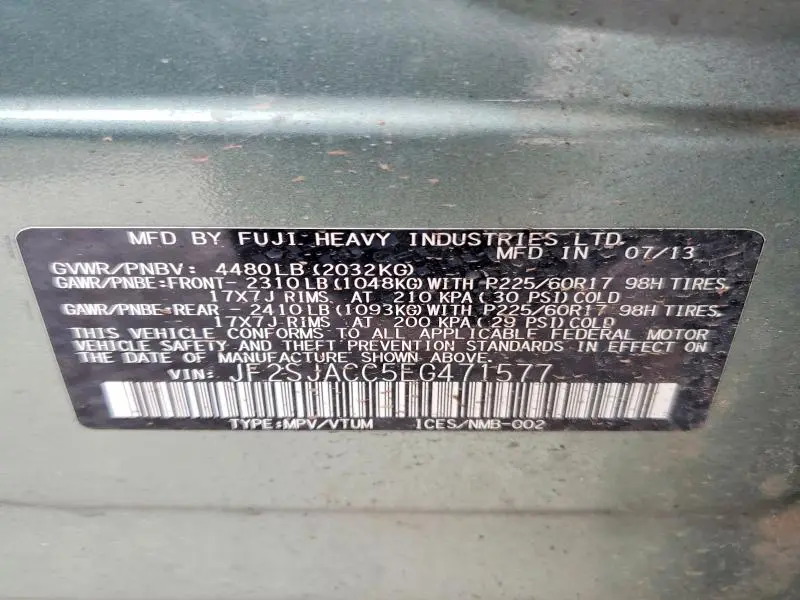 MFD BY FUJI HEAVY INDUSTRIES LTD.
MFD IN 07/13
GVWR/PNBV: 4480LB(2032KG)
GAWR/PNBE:FRONT-2310LB(1048KG)WITH P225/60R17 98H TIRES,
17X7J RIMS, AT 210 KPA(30 PSI)COLD
GAWR/PNBE:REAR -2410LB(1093KG)WITH P225/60R17 98H TIRES,
17X7J RIMS, AT 200 KPA(29 PSI)COLD
THIS VEHICLE CONFORMS TO ALL APPLICABLE FEDERAL MOTOR
VEHICLE SAFETY AND THEFT PREVENTION STANDARDS IN EFFECT ON
THE DATE OF MANUFACTURE SHOWN ABOVE.
VIN: JF2SJACC5EG471577
TYPE:MPV/VTUM ICES/NMB-002